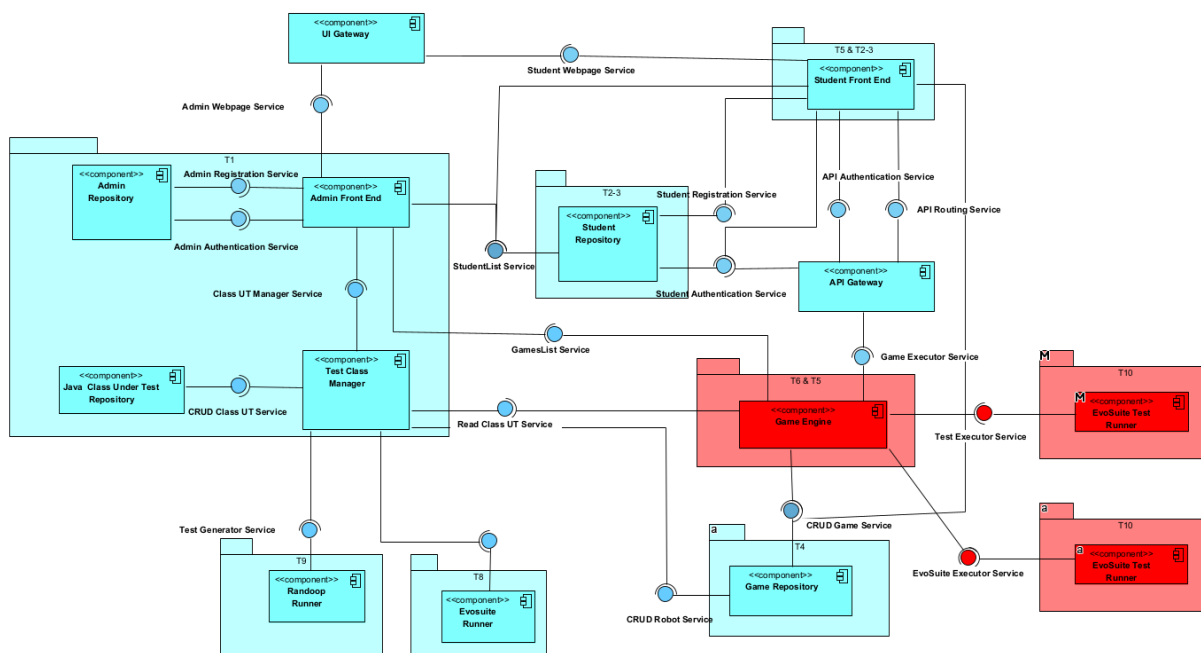 <<component>>
UI Gateway
Student Webpage Service
T5 & T2-3
<<component>>
Student Front End
Admin Webpage Service
T1
<<component>>
Admin
Repository
Admin Registration Service
<<component>>
Admin Front End
Admin Authentication Service
T2-3
<<component>>
Student
Repository
Student Registration Service
API Authentication Service
API Routing Service
StudentList Service
Student Authentication Service
<<component>>
API Gateway
Class UT Manager Service
GamesList Service
Game Executor Service
<<component>>
Java Class Under Test
Repository
CRUD Class UT Service
<<component>>
Test Class
Manager
Read Class UT Service
T6 & T5
<<component>>
Game Engine
Test Executor Service
M
T10
M
<<component>>
EvoSuite Test
Runner
Test Generator Service
T9
<<component>>
Randoop
Runner
T8
<<component>>
Evosuite
Runner
CRUD Robot Service
CRUD Game Service
a
T4
<<component>>
Game Repository
EvoSuite Executor Service
a
T10
a
<<component>>
EvoSuite Test
Runner